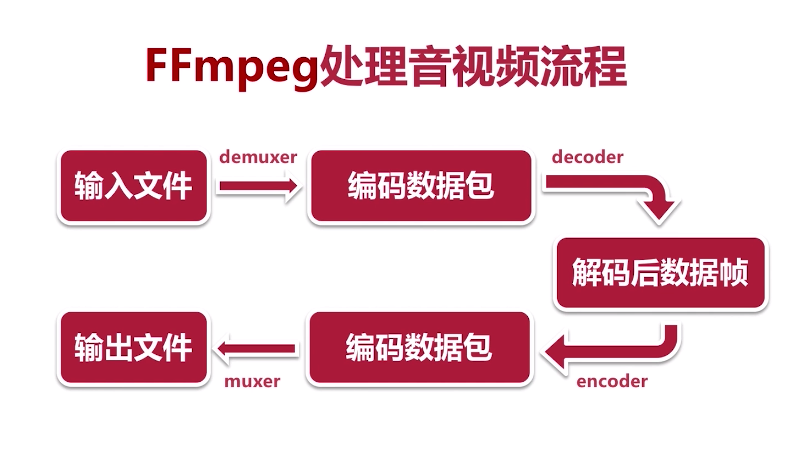 FFmpeg处理音视频流程
demuxer
decoder
输入文件
编码数据包
解码后数据帧
输出文件
编码数据包
muxer
encoder